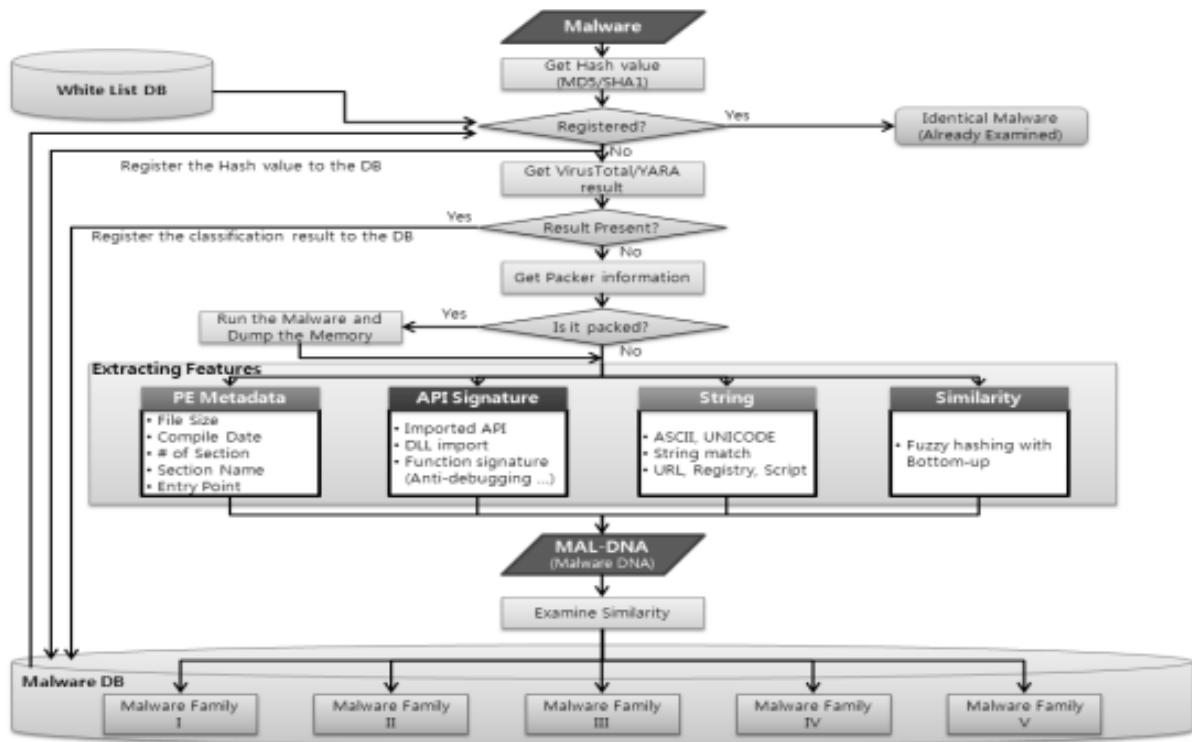 Malware
Get Hash value
(MD5/SHA1)
White List DB
Registered?
Yes
Identical Malware
(Already Examined)
No
Register the Hash value to the DB
Get VirusTotal/YARA
result
Yes
Result Present?
Register the classification result to the DB
No
Get Packer information
Run the Malware and
Dump the Memory
Yes
Is it packed?
No
Extracting Features
PE Metadata
• File Size
• Compile Date
• # of Section
• Section Name
• Entry Point
API Signature
• Imported API
• DLL import
• Function signature
(Anti-debugging ...)
String
• ASCII, UNICODE
• String match
• URL, Registry, Script
Similarity
• Fuzzy hashing with
Bottom-up
MAL-DNA
(Malware DNA)
Examine Similarity
Malware DB
Malware Family
I
Malware Family
II
Malware Family
III
Malware Family
IV
Malware Family
V